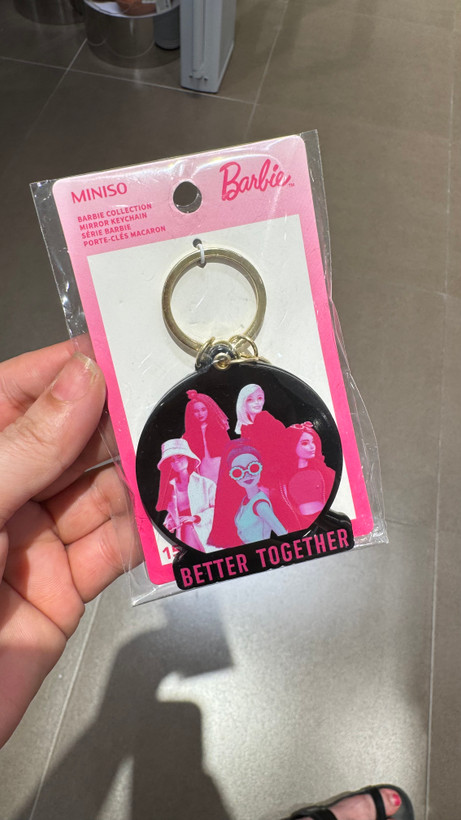 MINISO
Barbie
BARBIE COLLECTION
MIRROR KEYCHAIN
SÉRIE BARBIE
PORTE-CLÉS MACARON
BETTER TOGETHER